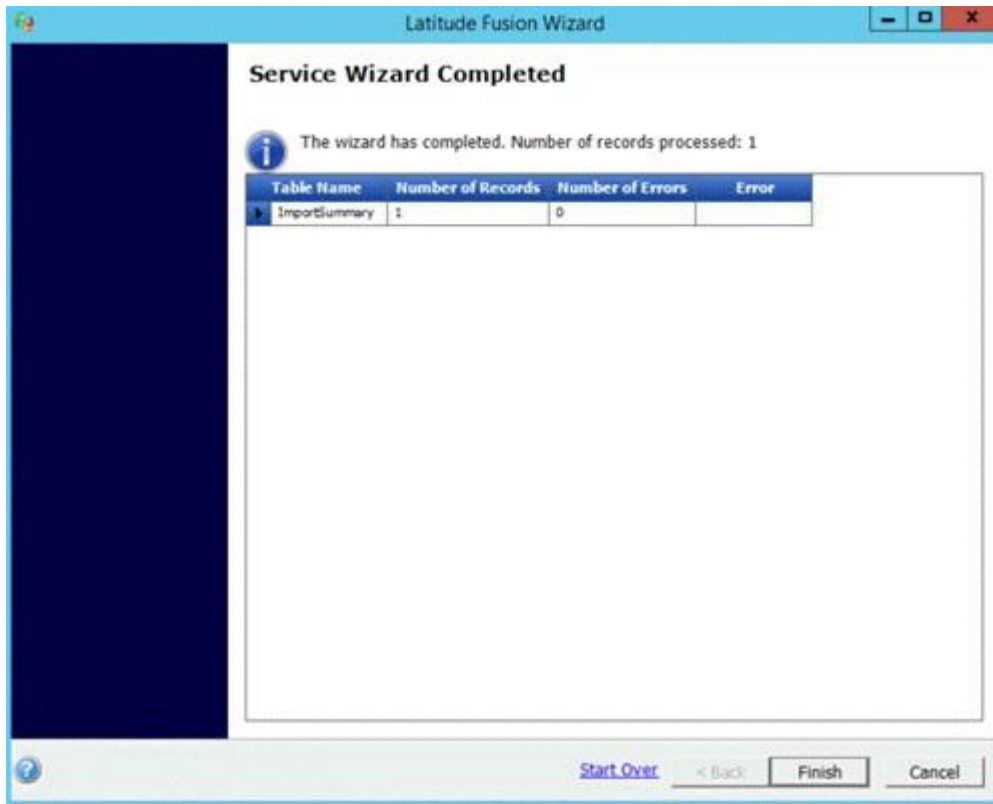 Latitude Fusion Wizard
Service Wizard Completed
The wizard has completed. Number of records processed: 1
Table Name Number of Records Number of Errors Error
ImportSummary 1 0
Start Over < Back Finish Cancel